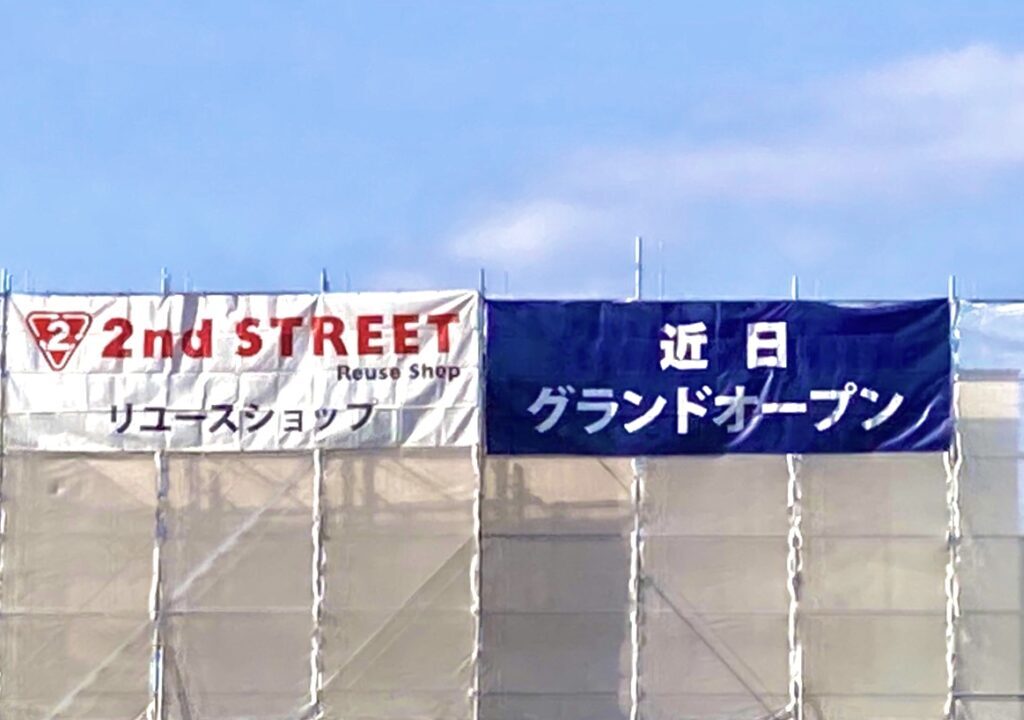 2 2nd STREET
Reuse Shop
リユースショップ
近日
グランドオープン